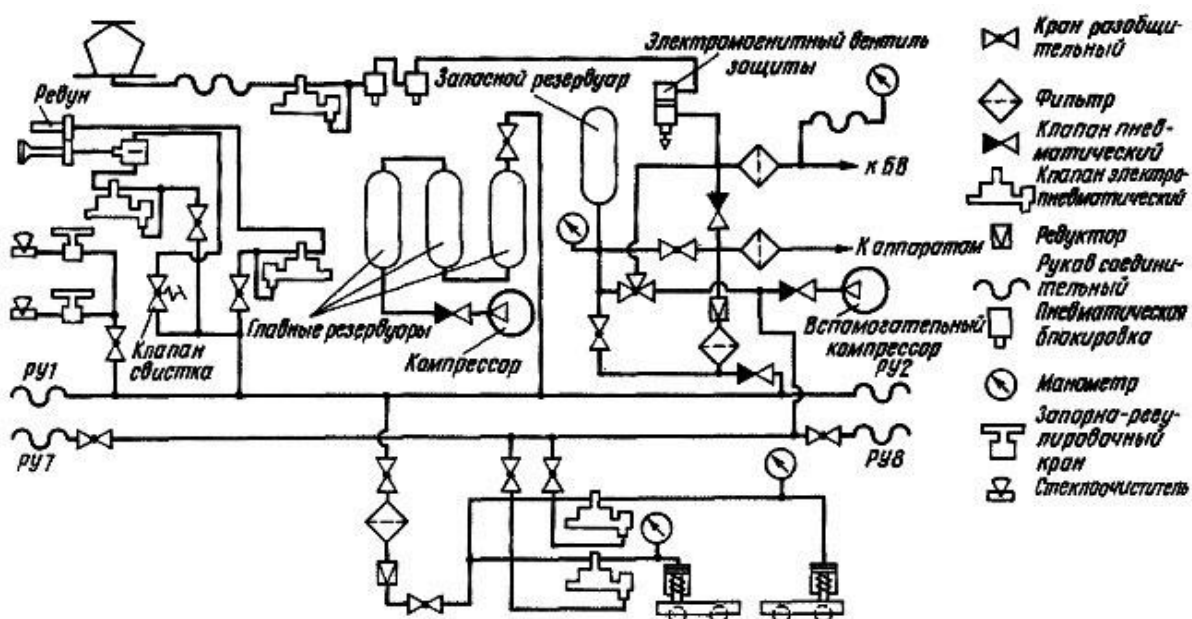 Электромагнитный вентиль
защиты
Запасной резервуар
Ревун
к БВ
К аппаратам
Главные резервуары
Компрессор
Вспомогательный
компрессор
Клапан
свистка
РУ1
РУ2
РУ7
РУ8
Кран разобщи-
тельный
Фильтр
Клапан пнев-
матический
Клапан электро-
пневматический
Редуктор
Рукав соедини-
тельный
Пневматическая
блокировка
Манометр
Запорно-регу-
лировочный
кран
Стеклоочиститель